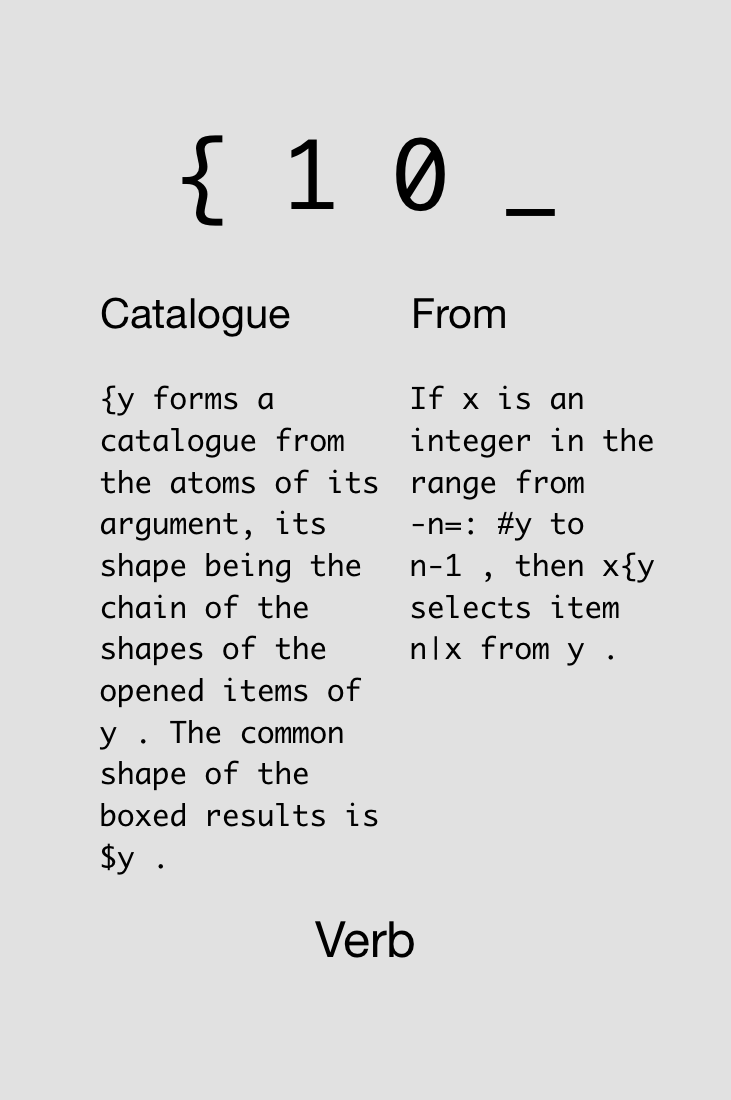 { 1 0 _
Catalogue
{y forms a
catalogue from
the atoms of its
argument, its
shape being the
chain of the
shapes of the
opened items of
y . The common
shape of the
boxed results is
$y .
From
If x is an
integer in the
range from
-n=: #y to
n-1 , then x{y
selects item
n|x from y .
Verb